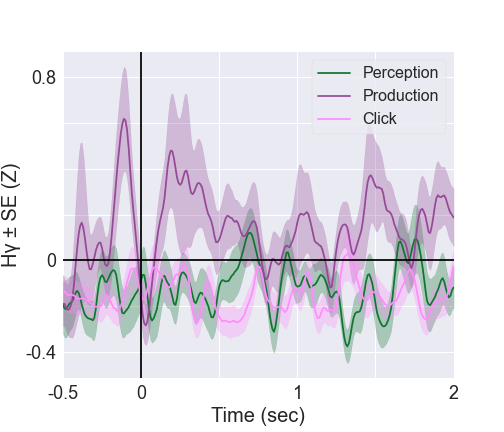 Perception
Production
Click
Hγ ± SE (Z)
0.8
0
-0.4
-0.5
0
1
2
Time (sec)